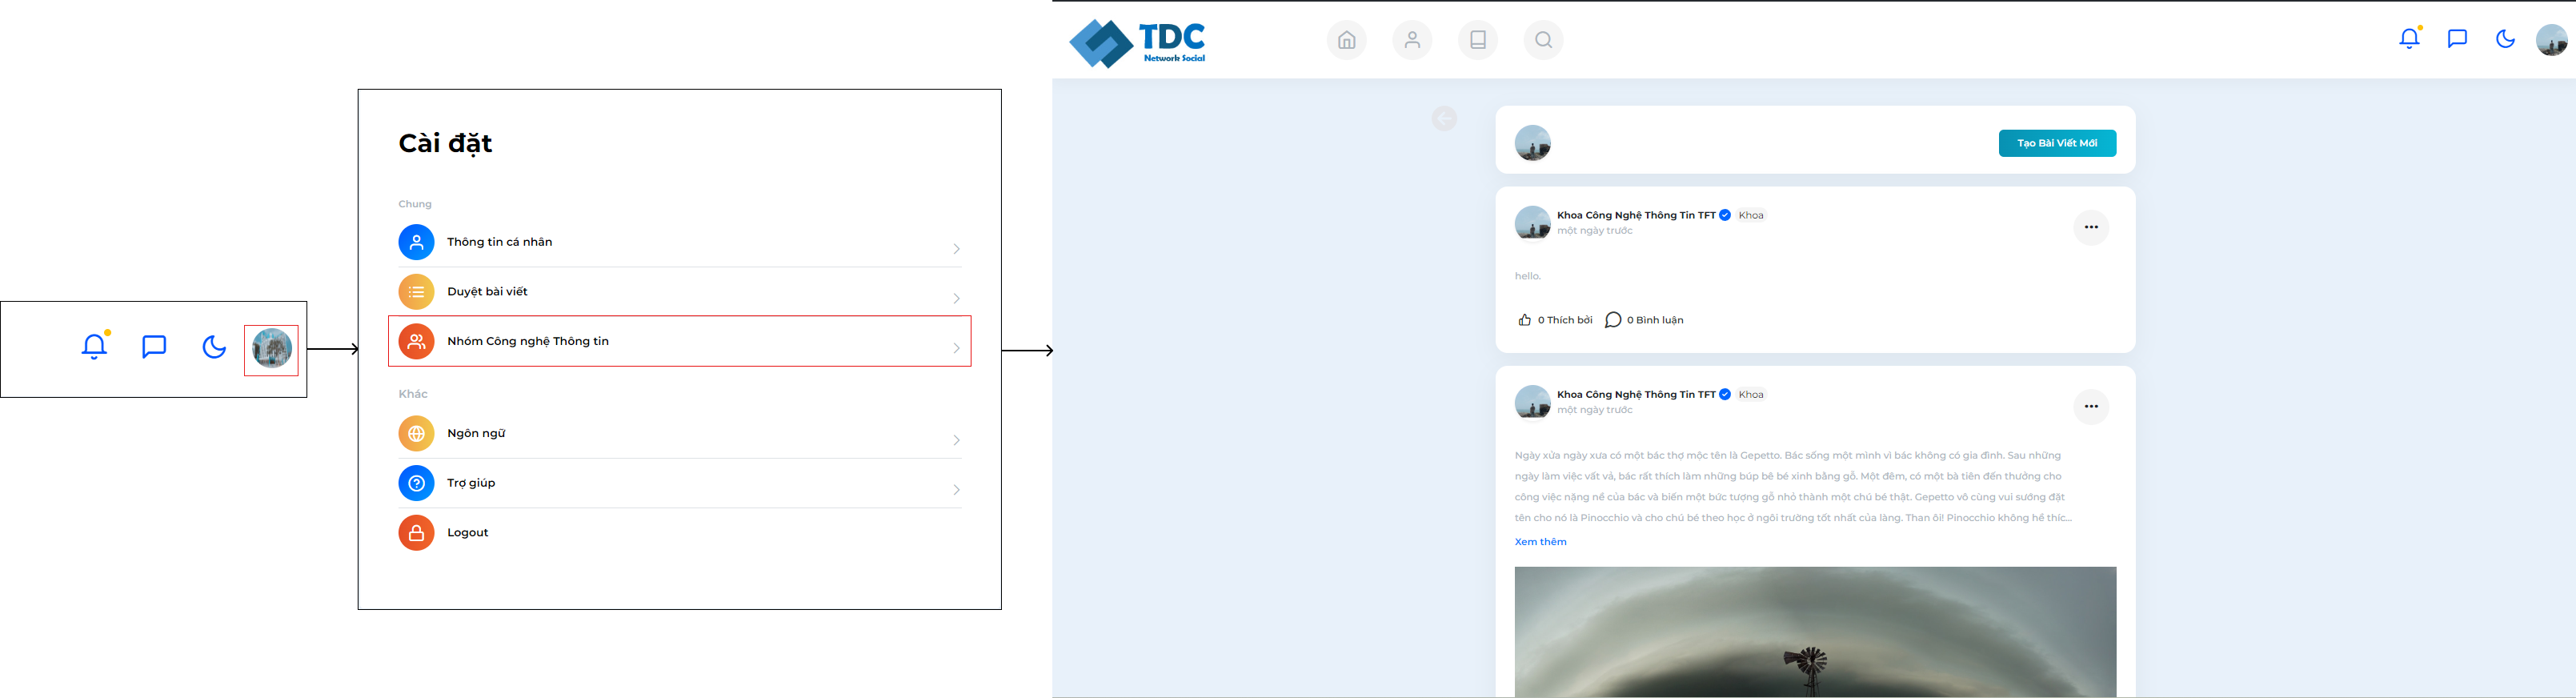 Cài đặt
Chung
Thông tin cá nhân
Duyệt bài viết
Nhóm Công nghệ Thông tin
Khác
Ngôn ngữ
Trợ giúp
Logout
TDC
Network Social
Tạo Bài Viết Mới
Khoa Công Nghệ Thông Tin TFT Khoa
một ngày trước
hello.
0 Thích bởi 0 Bình luận
Khoa Công Nghệ Thông Tin TFT Khoa
một ngày trước
Ngày xửa ngày xưa có một bác thợ mộc tên là Gepetto. Bác sống một mình vì bác không có gia đình. Sau những
ngày làm việc vất vả, bác rất thích làm những búp bê bé xinh bằng gỗ. Một đêm, có một bà tiên đến thưởng cho
công việc nặng nề của bác và biến một bức tượng gỗ nhỏ thành một chú bé thật. Gepetto vô cùng vui sướng đặt
tên cho nó là Pinocchio và cho chú bé theo học ở ngôi trường tốt nhất của làng. Than ôi! Pinocchio không hề thíc...
Xem thêm